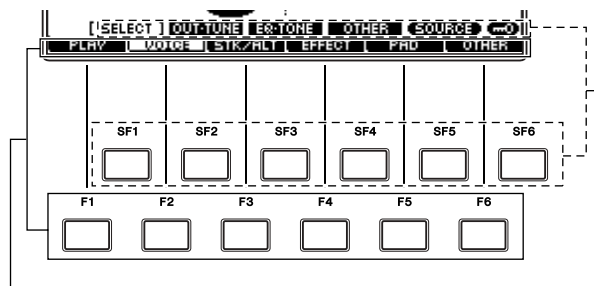 [!SELECT] OUT-TUNE EQ-TONE OTHER SOURCE
PLAY VOICE STK/ALT EFFECT PAD OTHER
SF1 SF2 SF3 SF4 SF5 SF6
F1 F2 F3 F4 F5 F6